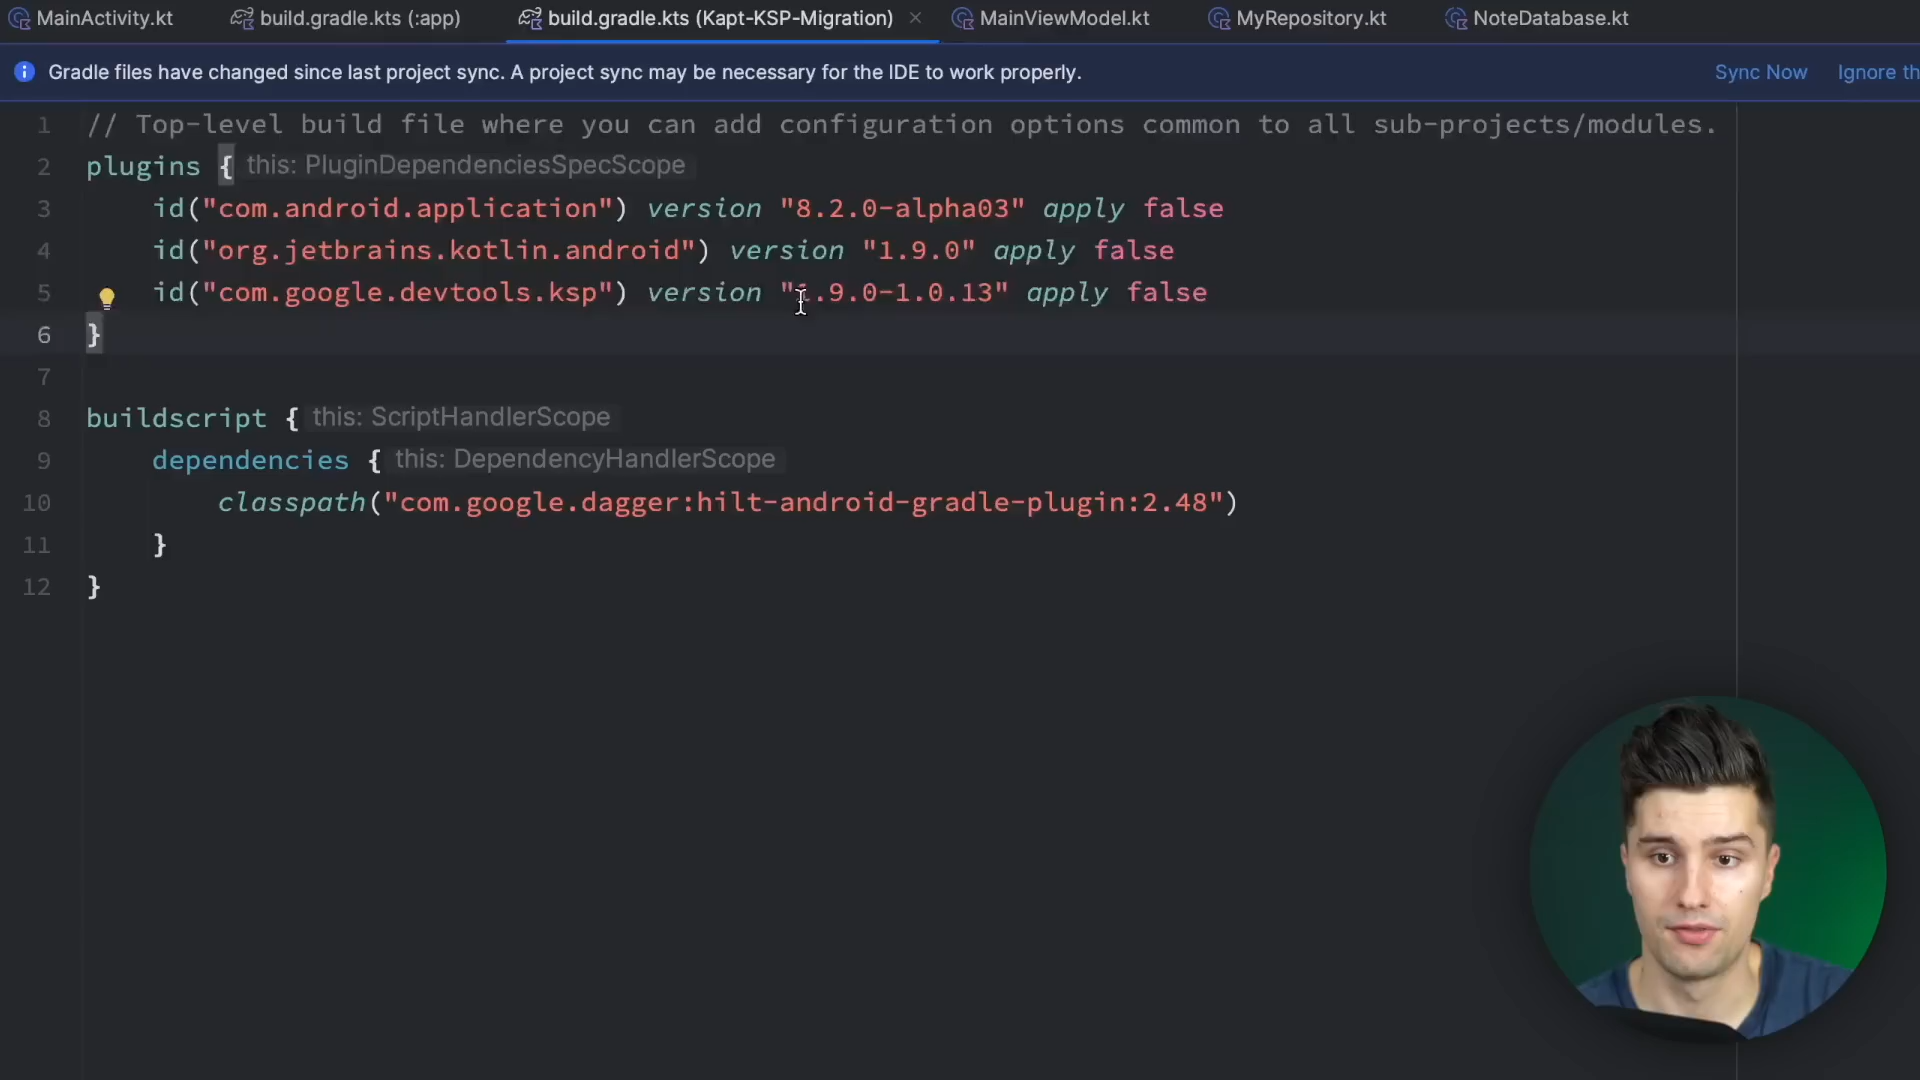 MainActivity.kt build.gradle.kts (:app) build.gradle.kts (Kapt-KSP-Migration) MainViewModel.kt MyRepository.kt NoteDatabase.kt
Gradle files have changed since last project sync. A project sync may be necessary for the IDE to work properly. Sync Now Ignore th
1 // Top-level build file where you can add configuration options common to all sub-projects/modules.
2 plugins { this: PluginDependenciesSpecScope
3 id("com.android.application") version "8.2.0-alpha03" apply false
4 id("org.jetbrains.kotlin.android") version "1.9.0" apply false
5 id("com.google.devtools.ksp") version "1.9.0-1.0.13" apply false
6 }
7
8 buildscript { this: ScriptHandlerScope
9 dependencies { this: DependencyHandlerScope
10 classpath("com.google.dagger:hilt-android-gradle-plugin:2.48")
11 }
12 }